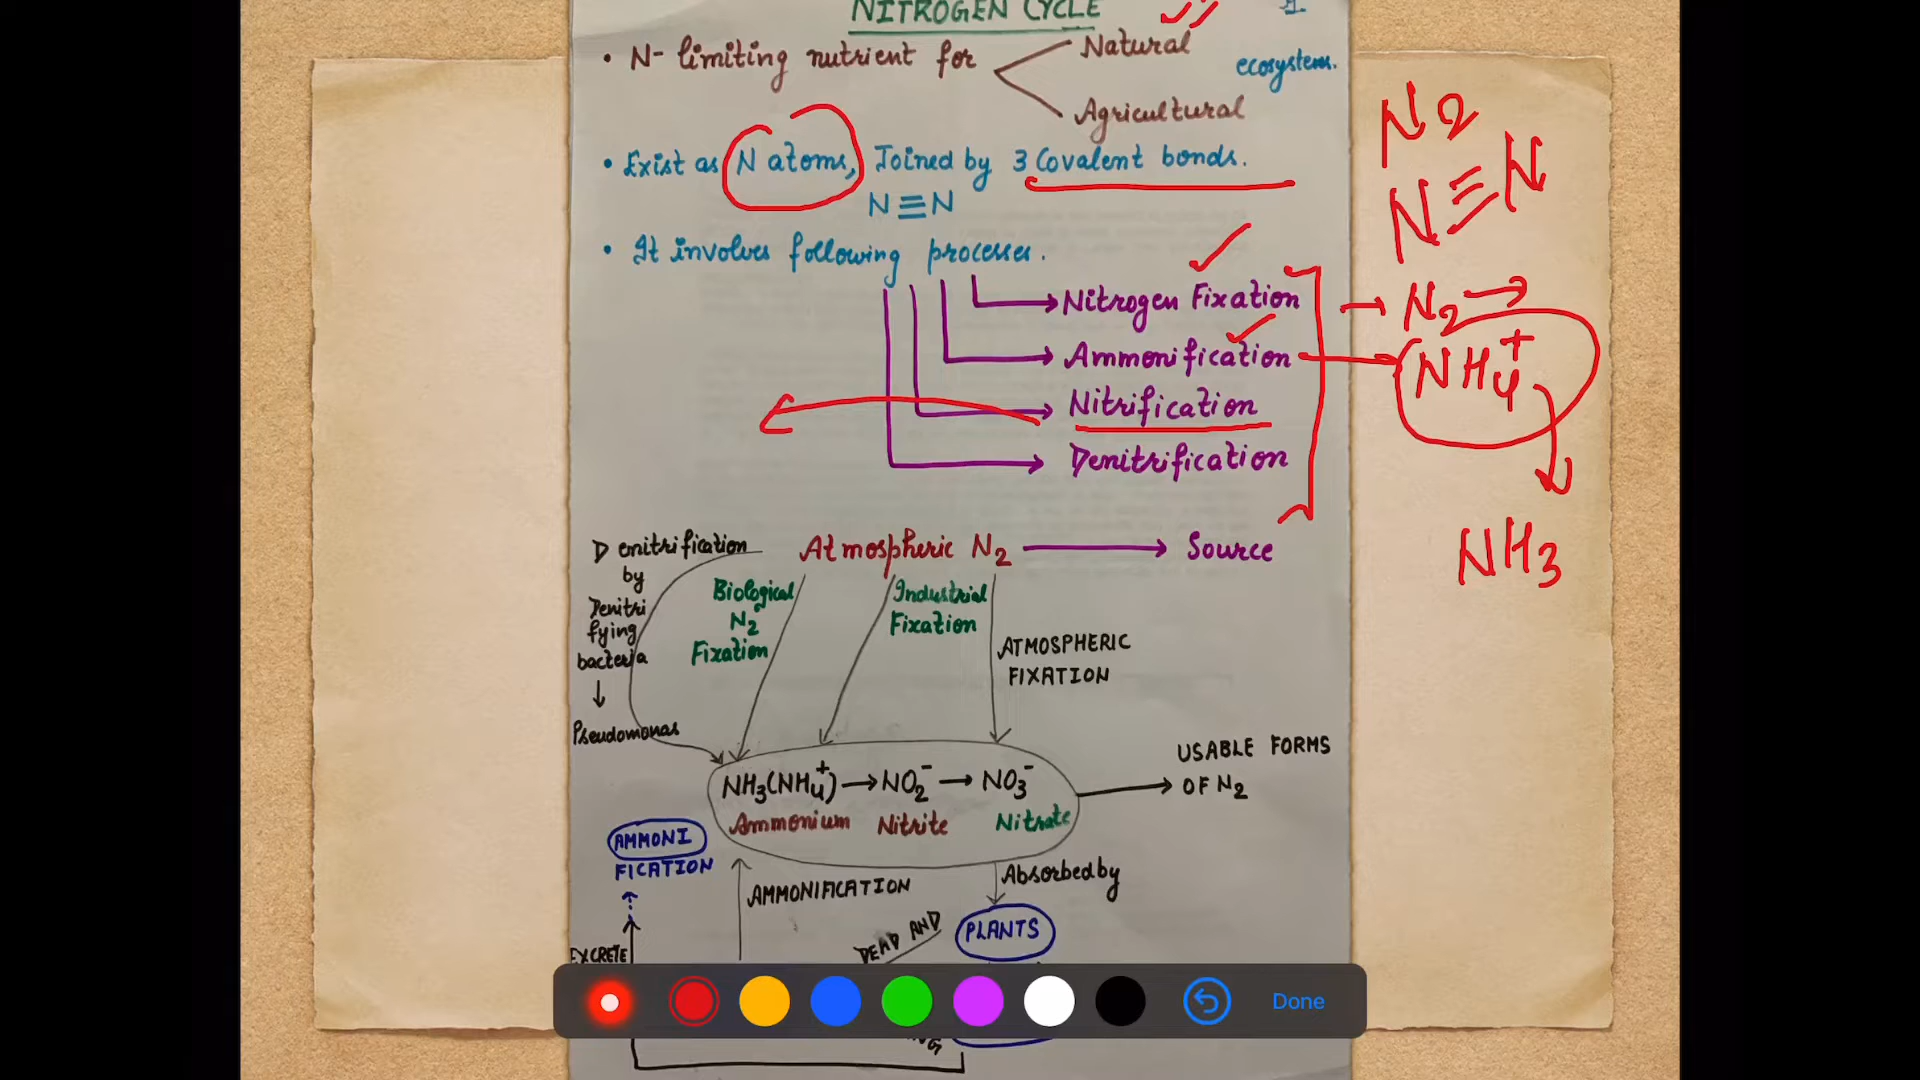 NITROGEN CYCLE
1
• N- limiting nutrient for
Natural
Agricultural
ecosystem.
• Exist as N atoms, Joined by 3 Covalent bonds.
N≡N
• It involves following processes.
Nitrogen Fixation
Ammonification
Nitrification
Denitrification
N2
N≡N
→ N2 →
NH4+
NH3
Denitrification
by
Denitri
fying
bacteria
↓
Pseudomonas
Atmospheric N2 → Source
Biological
N2
Fixation
Industrial
Fixation
ATMOSPHERIC
FIXATION
NH3(NH4+) → NO2- → NO3-
Ammonium Nitrite Nitrate
USABLE FORMS
OF N2
AMMONI
FICATION
AMMONIFICATION
Absorbed by
PLANTS
DEAD AND
EXCRETE
Done